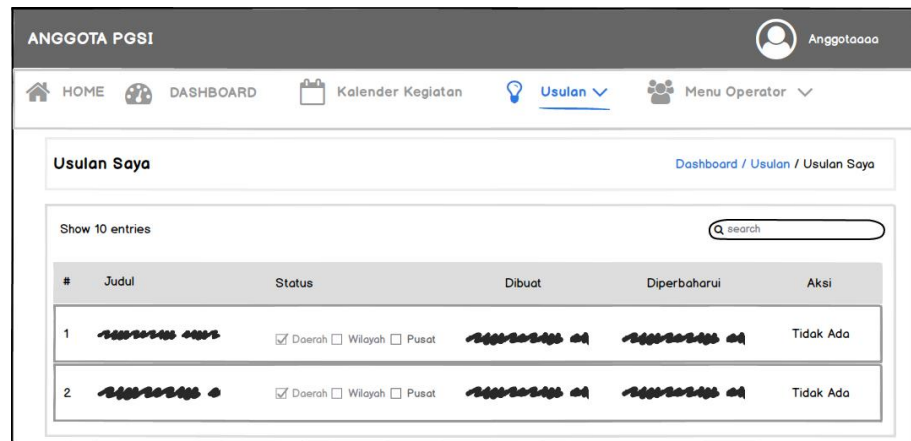 ANGGOTA PGSI Anggotaaaa
HOME DASHBOARD Kalender Kegiatan Usulan Menu Operator
Usulan Saya Dashboard / Usulan / Usulan Saya
Show 10 entries search
# Judul Status Dibuat Diperbaharui Aksi
1 Daerah Wilayah Pusat Tidak Ada
2 Daerah Wilayah Pusat Tidak Ada